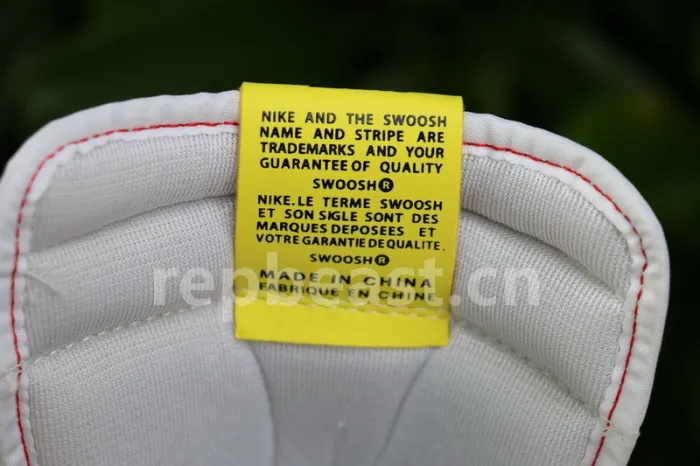 NIKE AND THE SWOOSH
NAME AND STRIPE ARE
TRADEMARKS AND YOUR
GUARANTEE OF QUALITY
SWOOSH®
NIKE.LE TERME SWOOSH
ET SON SKGLE SONT DES
MARQUES DEPOSEES ET
VOTRE GARANTIE DE QUALITE.
SWOOSH®
repbeast.cn
MADE IN CHINA
FABRIQUE EN CHINE